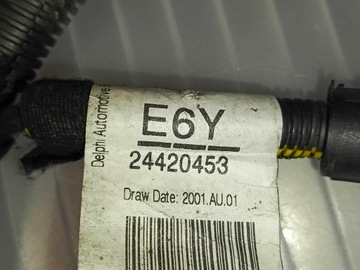 Delphi Automotive
E6Y
24420453
Draw Date: 2001.AU.01